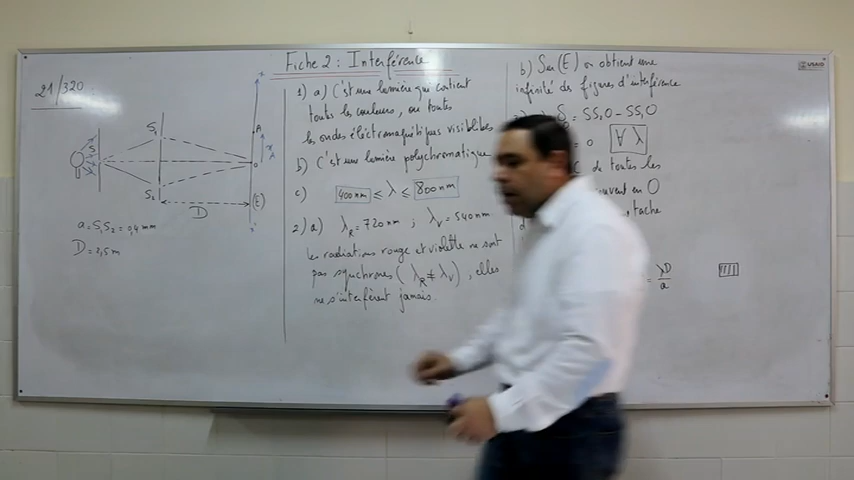 Fiche 2 : Interférence
21/320
S
S1
S2
A
x
xA
O
x'
D
(E)
a = S1S2 = 0,4 mm
D = 2,5 m
1) a) C'est une lumière qui contient
toutes les couleurs, ou toutes
les ondes électromagnétiques visibles
b) C'est une lumière polychromatique
c) 400 nm ≤ λ ≤ 800 nm
2) a) λR = 720 nm ; λV = 540 nm
Les radiations rouge et violette ne sont
pas synchrones (λR ≠ λV), elles
ne s'interfèrent jamais.
b) Sur (E) on obtient une
infinité de figures d'interférence
δ = SS2O - SS1O
= 0 ∀ λ
de toutes les
en O
, tache
= λD/a
USAID